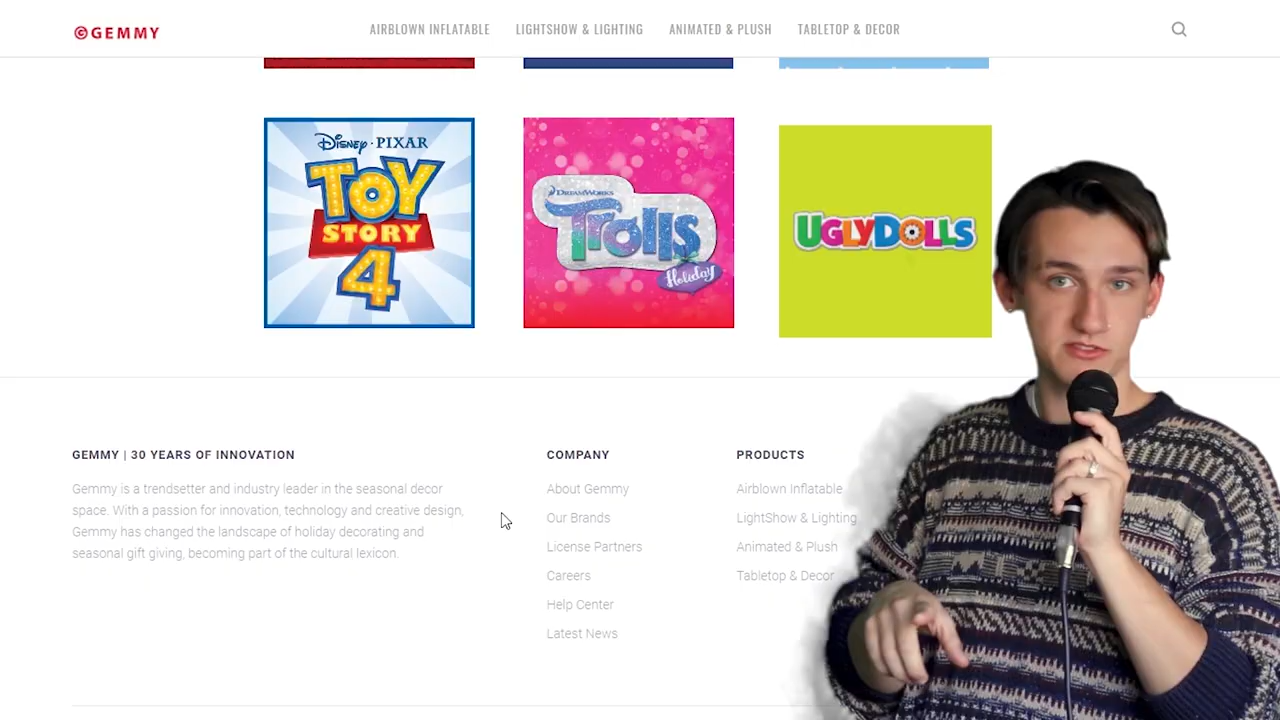 GEMMY
AIRBLOWN INFLATABLE
LIGHTSHOW & LIGHTING
ANIMATED & PLUSH
TABLETOP & DECOR
Disney · PIXAR
TOY
STORY
4
DREAMWORKS
Trolls
Holiday
UGLYDOLLS
GEMMY | 30 YEARS OF INNOVATION
Gemmy is a trendsetter and industry leader in the seasonal decor
space. With a passion for innovation, technology and creative design,
Gemmy has changed the landscape of holiday decorating and
seasonal gift giving, becoming part of the cultural lexicon.
COMPANY
About Gemmy
Our Brands
License Partners
Careers
Help Center
Latest News
PRODUCTS
Airblown Inflatable
LightShow & Lighting
Animated & Plush
Tabletop & Decor